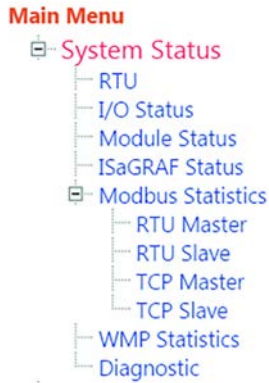 Main Menu
System Status
RTU
I/O Status
Module Status
ISaGRAF Status
Modbus Statistics
RTU Master
RTU Slave
TCP Master
TCP Slave
WMP Statistics
Diagnostic